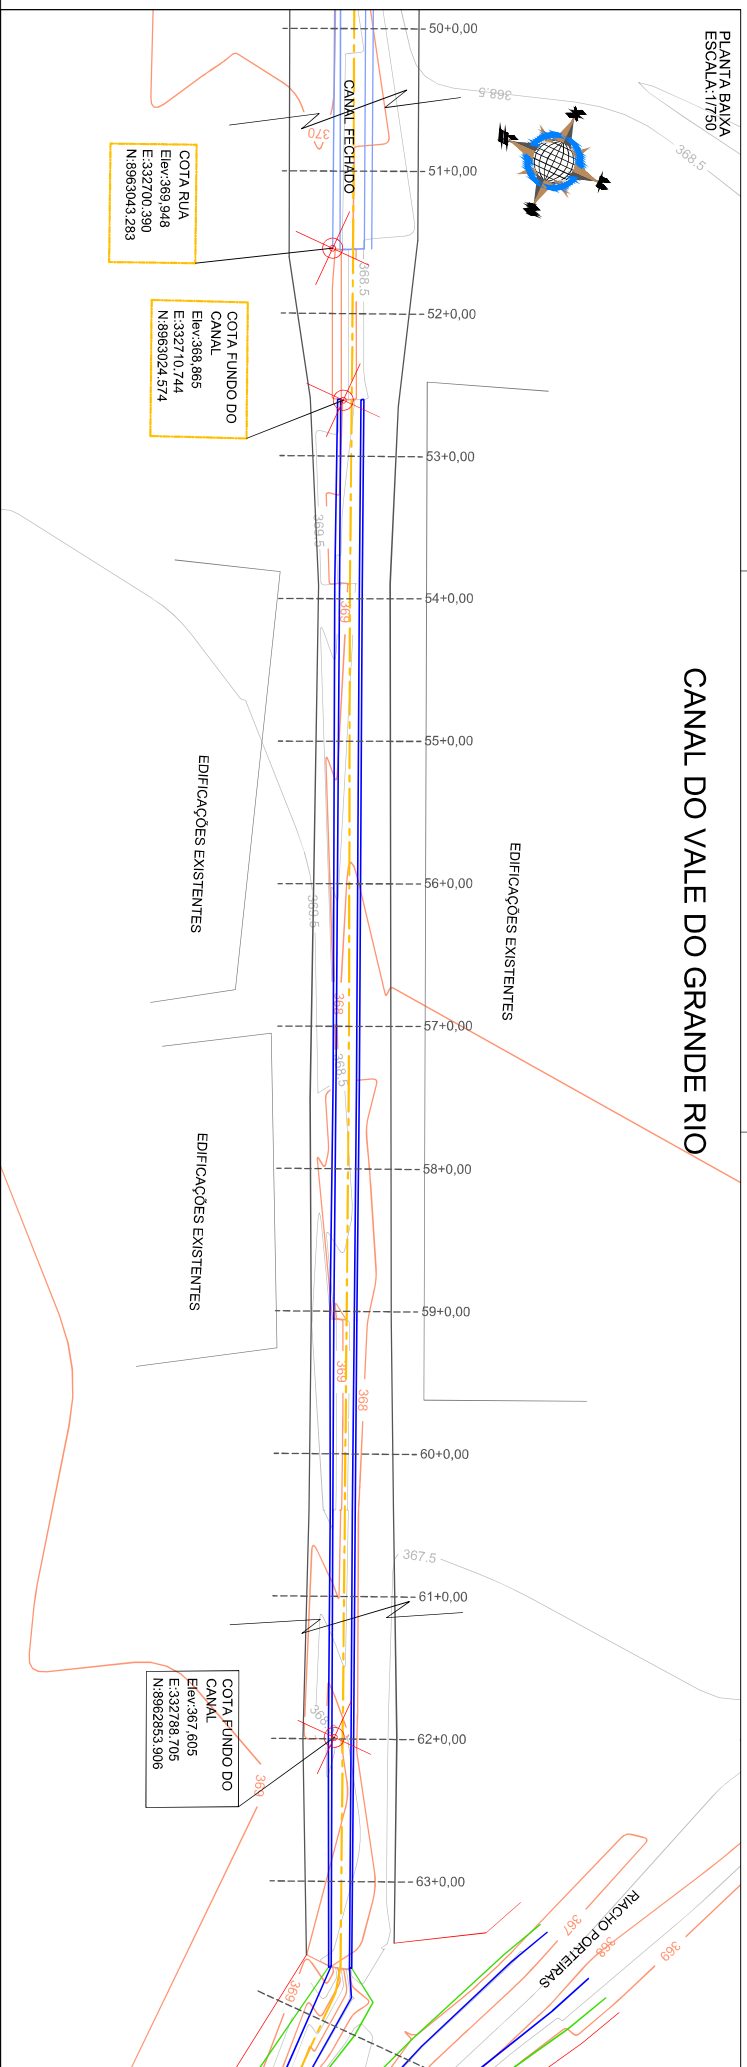 PLANTA BAIXA
ESCALA:1/750
CANAL DO VALE DO GRANDE RIO
50+0,00
51+0,00
52+0,00
53+0,00
54+0,00
55+0,00
56+0,00
57+0,00
58+0,00
59+0,00
60+0,00
61+0,00
62+0,00
63+0,00
CANAL FECHADO
368.5
368.5
370
368.5
COTA RUA
Elev:369,948
E:332700.390
N:8963043.283
COTA FUNDO DO
CANAL
Elev:368,865
E:332710.744
N:8963024.574
369.5
369
EDIFICAÇÕES EXISTENTES
EDIFICAÇÕES EXISTENTES
369.5
368
368.5
EDIFICAÇÕES EXISTENTES
369
368
367.5
COTA FUNDO DO
CANAL
Elev:367,605
E:332788.705
N:8962853.906
369
RIACHO PORTEIRAS
367
368
369
369